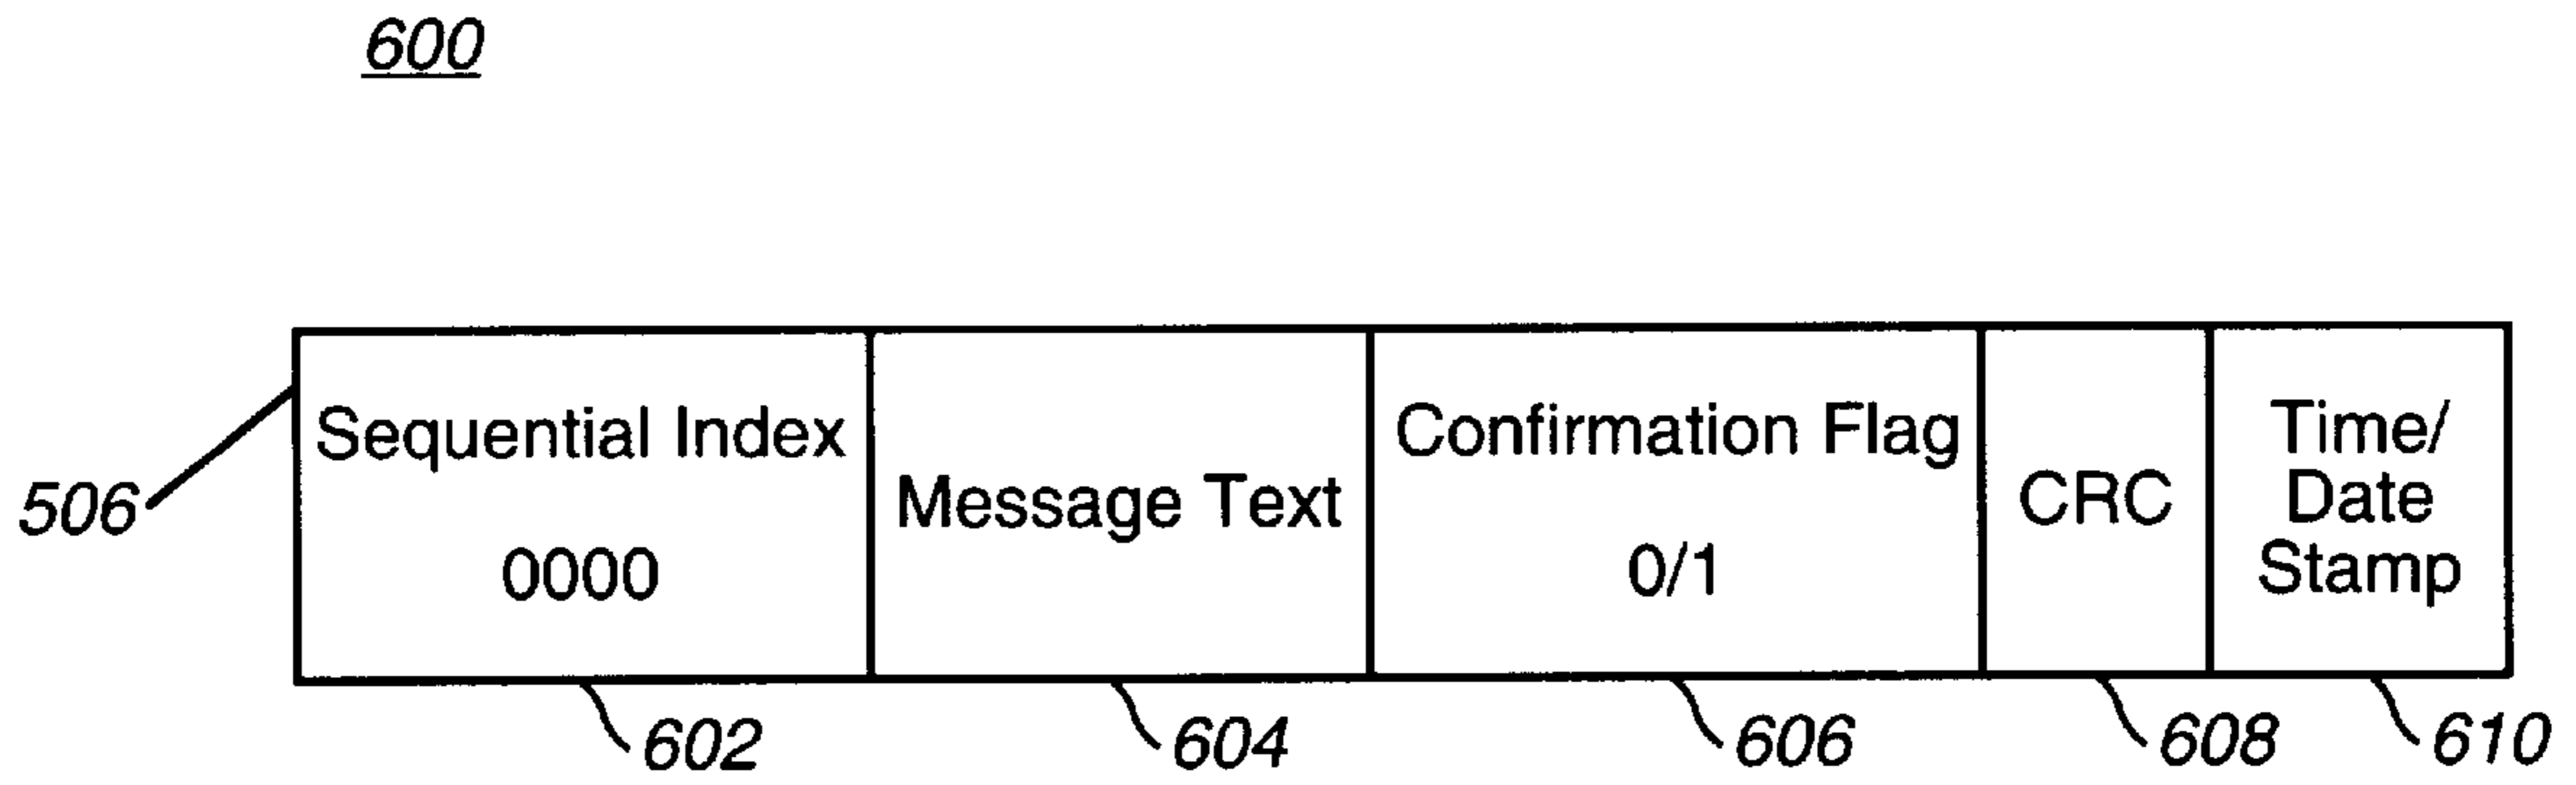 600
Sequential Index
0000
Message Text
Confirmation Flag
0/1
CRC
Time/
Date
Stamp
506
602
604
606
608
610